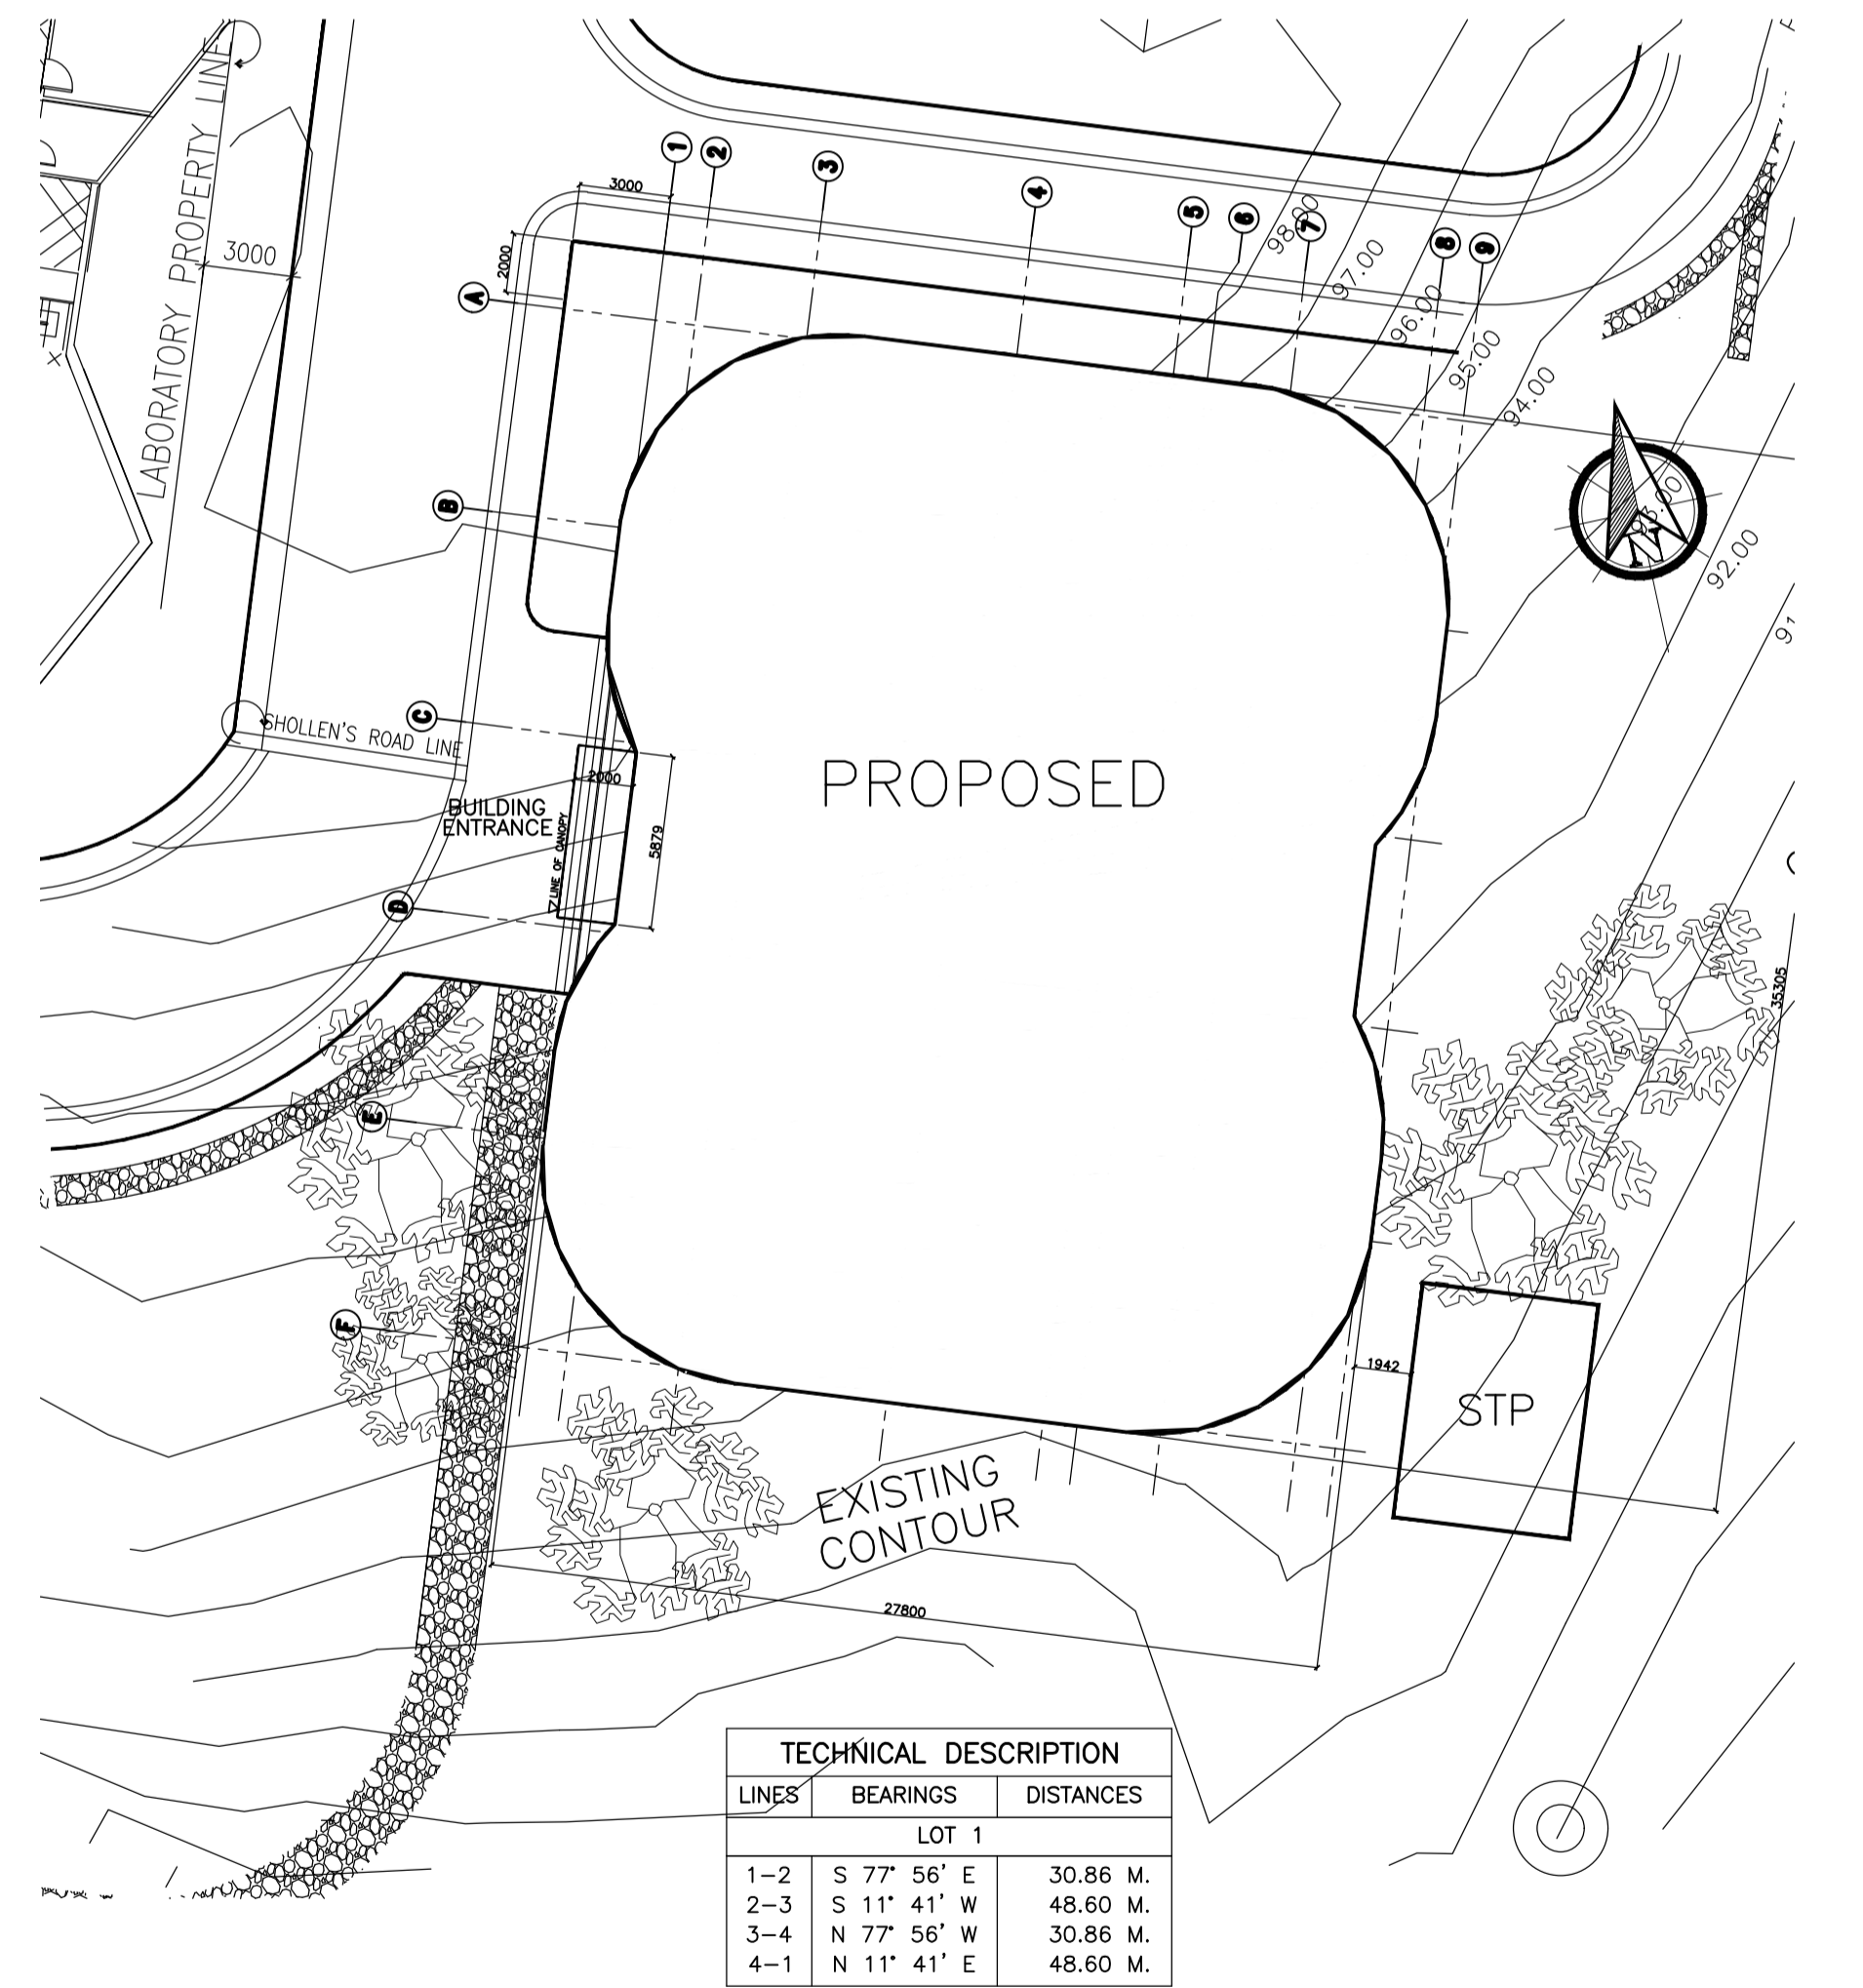 LABORATORY PROPERTY LINE
3000
3000
2000
1
2
3
4
5
6
7
8
9
98.00
97.00
96.00
95.00
94.00
93.00
92.00
91
A
B
C
D
E
F
N
SHOLLEN'S ROAD LINE
BUILDING
ENTRANCE
LINE OF CANOPY
2000
5879
PROPOSED
35305
1942
STP
EXISTING
CONTOUR
27800
TECHNICAL DESCRIPTION
LINES BEARINGS DISTANCES
LOT 1
1-2 S 77° 56' E 30.86 M.
2-3 S 11° 41' W 48.60 M.
3-4 N 77° 56' W 30.86 M.
4-1 N 11° 41' E 48.60 M.